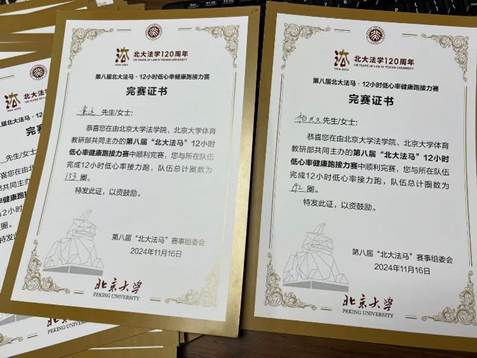 北大法学120周年
第八届北大法马·12小时低心率健康跑接力赛
完赛证书
先生/女士:
恭喜您在由北京大学法学院、北京大学体育
教研部共同主办的第八届“北大法马”12小时
低心率健康跑接力赛中顺利完赛,您与所在队伍
完成12小时低心率接力跑,队伍总计圈数为
圈。
特发此证,以资鼓励。
第八届“北大法马”赛事组委会
2024年11月16日
北京大学
PEKING UNIVERSITY
北大法学120周年
第八届北大法马·12小时低心率健康跑接力赛
完赛证书
先生/女士:
恭喜您在由北京大学法学院、北京大学体育
教研部共同主办的第八届“北大法马”12小时
低心率健康跑接力赛中顺利完赛,您与所在队伍
完成12小时低心率接力跑,队伍总计圈数为
圈。
特发此证,以资鼓励。
第八届“北大法马”赛事组委会
2024年11月16日
北京大学
PEKING UNIVERSITY